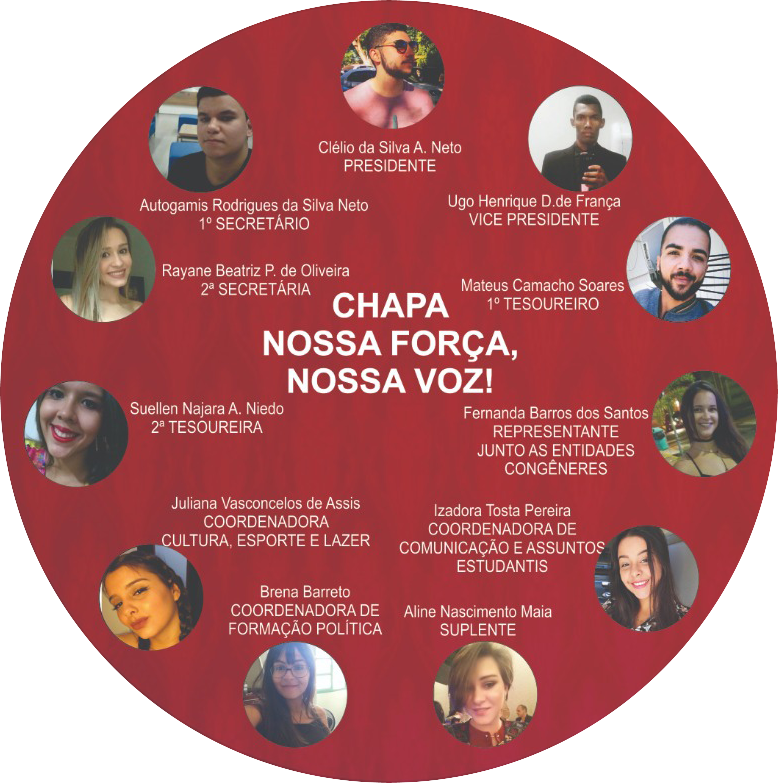 Clélio da Silva A. Neto
PRESIDENTE
Autogamis Rodrigues da Silva Neto
1º SECRETÁRIO
Ugo Henrique D.de França
VICE PRESIDENTE
Rayane Beatriz P. de Oliveira
2ª SECRETÁRIA
Mateus Camacho Soares
1º TESOUREIRO
CHAPA
NOSSA FORÇA,
NOSSA VOZ!
Suellen Najara A. Niedo
2ª TESOUREIRA
Fernanda Barros dos Santos
REPRESENTANTE
JUNTO AS ENTIDADES
CONGÊNERES
Juliana Vasconcelos de Assis
COORDENADORA
CULTURA, ESPORTE E LAZER
Izadora Tosta Pereira
COORDENADORA DE
COMUNICAÇÃO E ASSUNTOS
ESTUDANTIS
Brena Barreto
COORDENADORA DE
FORMAÇÃO POLÍTICA
Aline Nascimento Maia
SUPLENTE